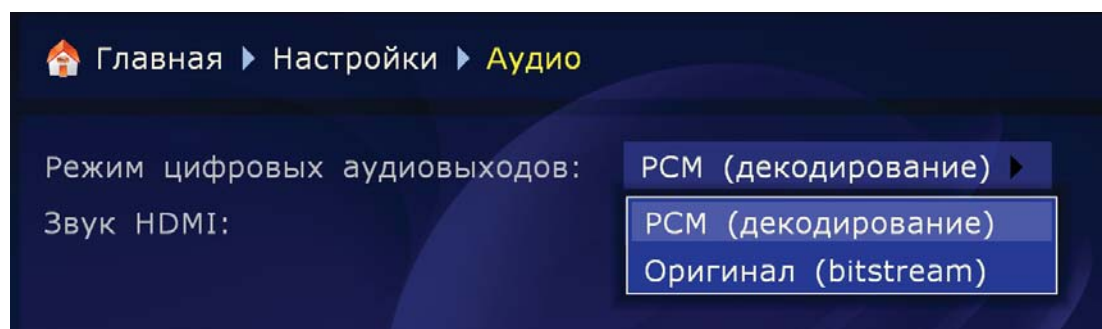 Главная ▶ Настройки ▶ Аудио
Режим цифровых аудиовыходов: PCM (декодирование)
Звук HDMI: PCM (декодирование)
Оригинал (bitstream)